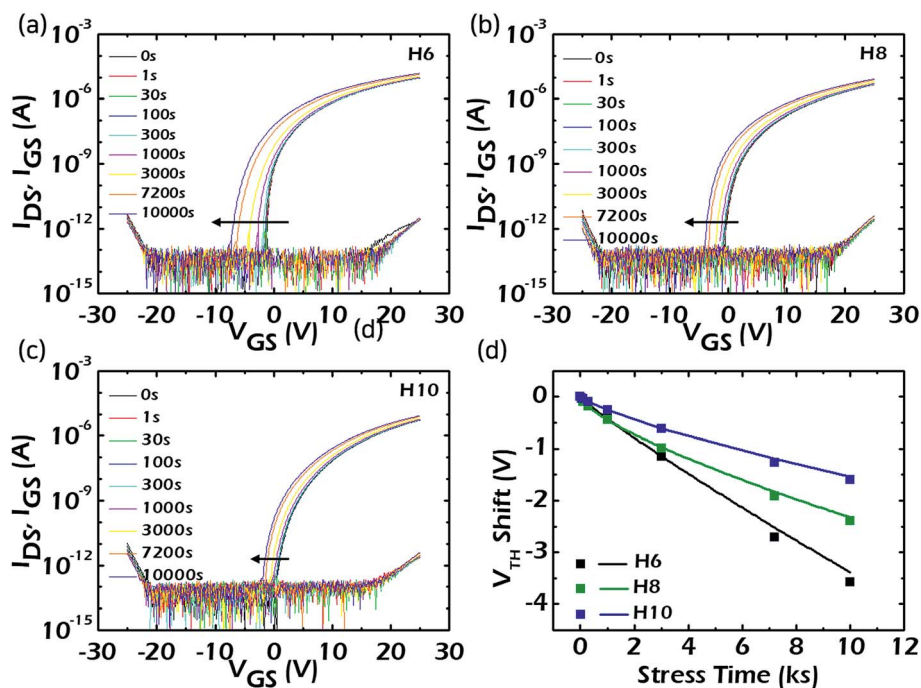 (a)
10⁻³
10⁻⁶
10⁻⁹
10⁻¹²
10⁻¹⁵
I_DS, I_GS (A)
0s
1s
30s
100s
300s
1000s
3000s
7200s
10000s
H6
-30 -20 -10 0 10 20 30
V_GS (V)
(b)
10⁻³
10⁻⁶
10⁻⁹
10⁻¹²
10⁻¹⁵
I_DS, I_GS (A)
0s
1s
30s
100s
300s
1000s
3000s
7200s
10000s
H8
-30 -20 -10 0 10 20 30
V_GS (V)
(d)
(c)
10⁻³
10⁻⁶
10⁻⁹
10⁻¹²
10⁻¹⁵
I_DS, I_GS (A)
0s
1s
30s
100s
300s
1000s
3000s
7200s
10000s
H10
-30 -20 -10 0 10 20 30
V_GS (V)
(d)
0
-1
-2
-3
-4
V_TH Shift (V)
H6
H8
H10
0 2 4 6 8 10 12
Stress Time (ks)